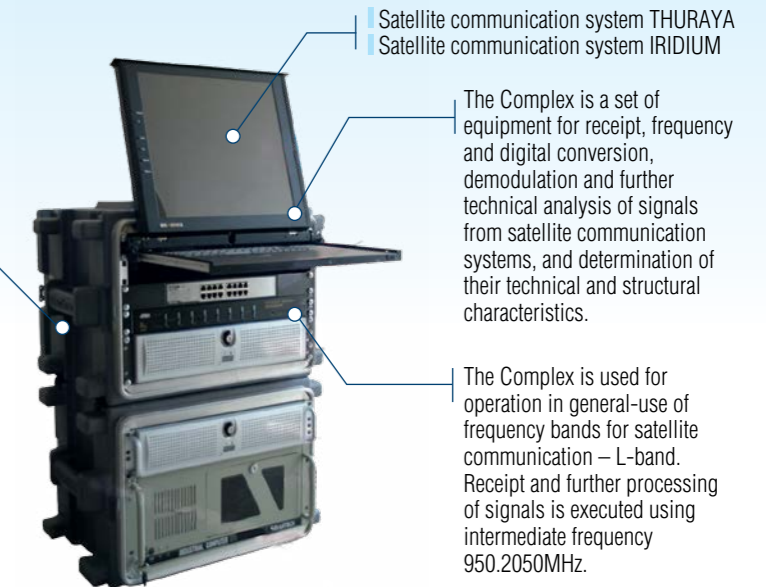 Satellite communication system THURAYA
Satellite communication system IRIDIUM
The Complex is a set of
equipment for receipt, frequency
and digital conversion,
demodulation and further
technical analysis of signals
from satellite communication
systems, and determination of
their technical and structural
characteristics.
The Complex is used for
operation in general-use of
frequency bands for satellite
communication – L-band.
Receipt and further processing
of signals is executed using
intermediate frequency
950.2050MHz.
INDUSTRIAL COMPUTER